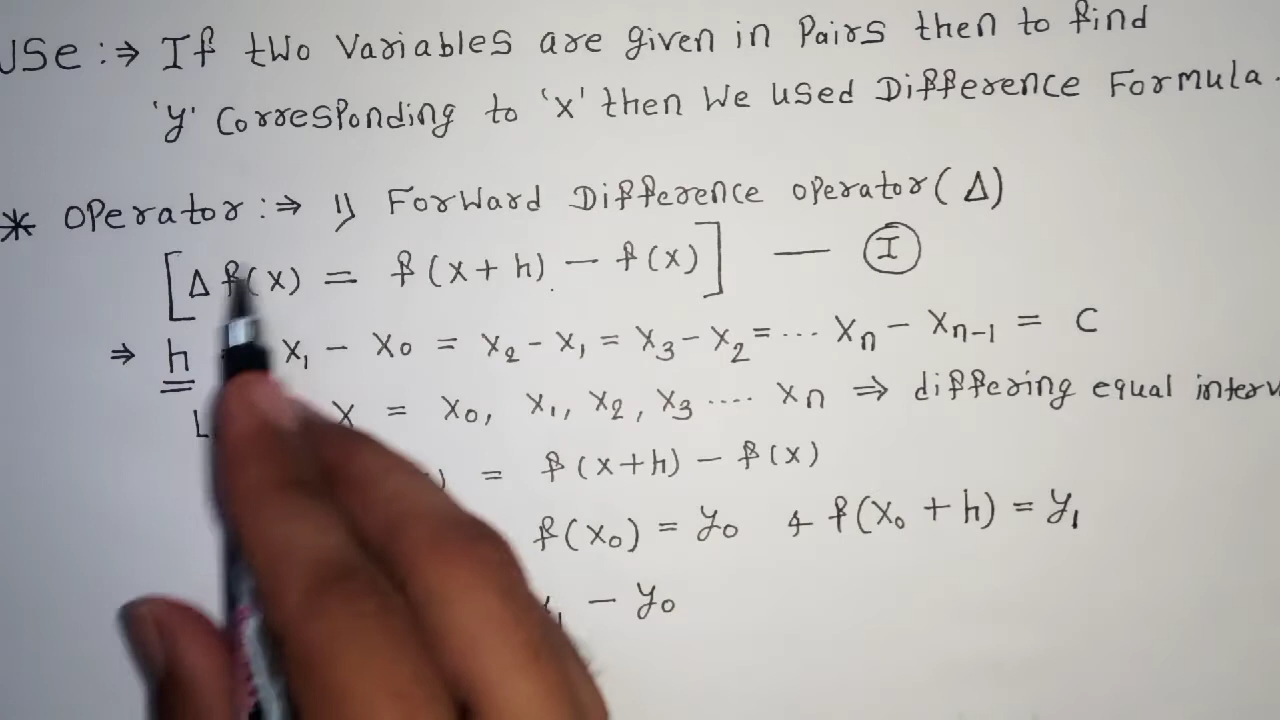 USe :⇒ If two Variables are given in Pairs then to find
'y' Corresponding to 'x' then We used Difference Formula.
* Operator :⇒ 1) Forward Difference operator (Δ)
[Δ f(x) = f(x+h) - f(x)] — (I)
⇒ h x₁ - x₀ = x₂ - x₁ = x₃ - x₂ = ... xₙ - xₙ₋₁ = C
x = x₀, x₁, x₂, x₃ .... xₙ ⇒ differing equal interv
= f(x+h) - f(x)
f(x₀) = y₀ & f(x₀ + h) = y₁
- y₀